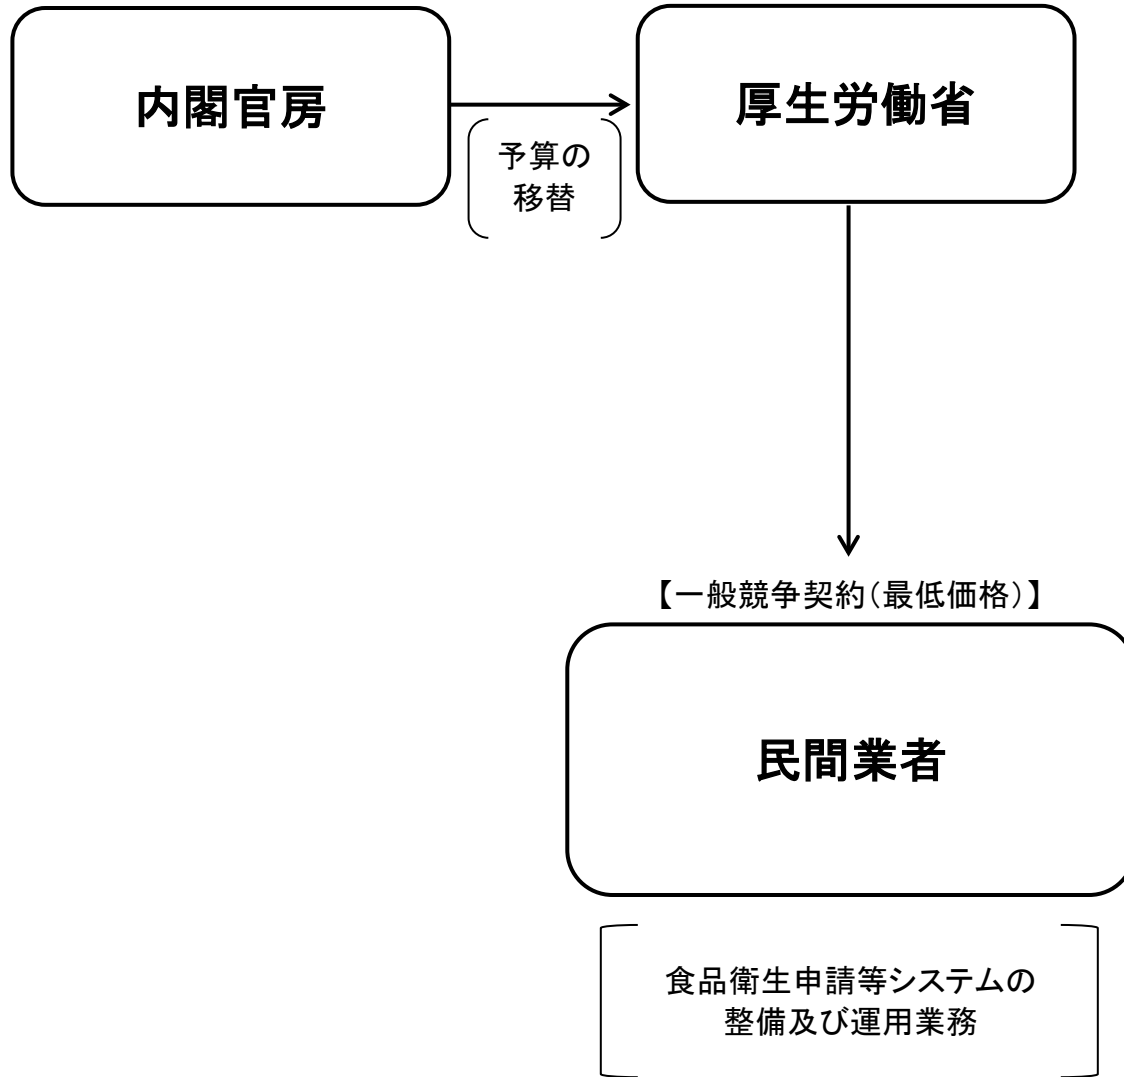 内閣官房
厚生労働省
予算の
移替
【一般競争契約（最低価格）】
民間業者
食品衛生申請等システムの
整備及び運用業務